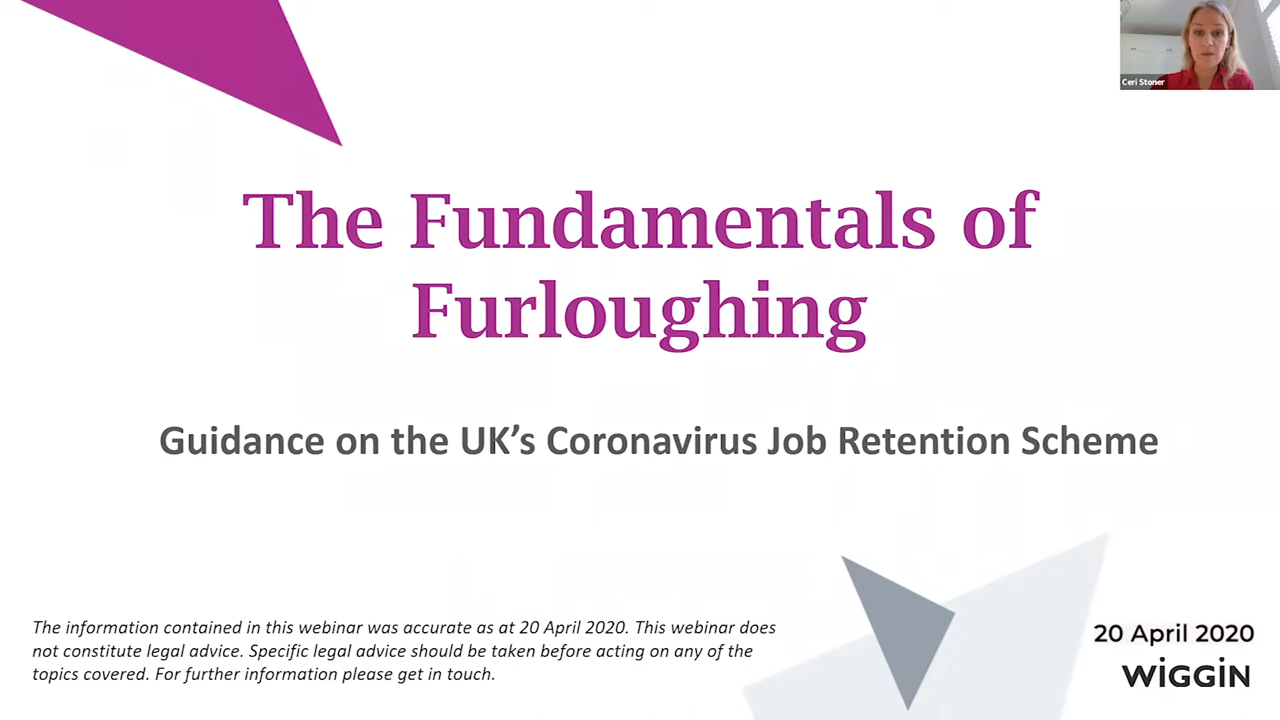 Ceri Stoner
The Fundamentals of
Furloughing
Guidance on the UK’s Coronavirus Job Retention Scheme
The information contained in this webinar was accurate as at 20 April 2020. This webinar does
not constitute legal advice. Specific legal advice should be taken before acting on any of the
topics covered. For further information please get in touch.
20 April 2020
WiGGiN